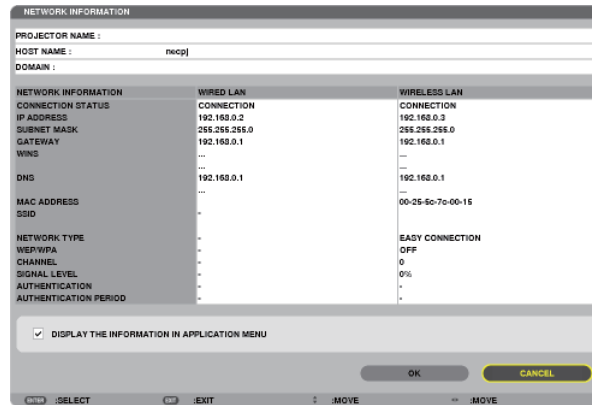 NETWORK INFORMATION
PROJECTOR NAME :
HOST NAME : necpj
DOMAIN :
NETWORK INFORMATION WIRED LAN WIRELESS LAN
CONNECTION STATUS CONNECTION CONNECTION
IP ADDRESS 192.168.0.2 192.168.0.3
SUBNET MASK 255.255.255.0 255.255.255.0
GATEWAY 192.168.0.1 192.168.0.1
WINS ... ...
... ...
DNS 192.168.0.1 192.168.0.1
... ...
MAC ADDRESS 00-25-5c-7c-00-15
SSID -
NETWORK TYPE - EASY CONNECTION
WEP/WPA - OFF
CHANNEL - 0
SIGNAL LEVEL - 0%
AUTHENTICATION - -
AUTHENTICATION PERIOD - -
DISPLAY THE INFORMATION IN APPLICATION MENU
OK CANCEL
ENTER :SELECT EXIT :EXIT :MOVE :MOVE